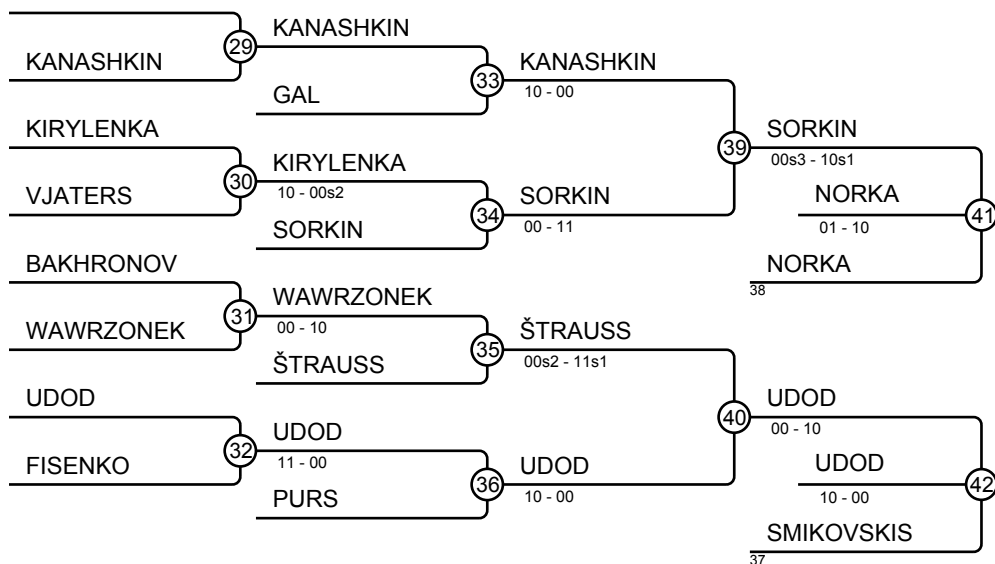 KANASHKIN
29
KANASHKIN
GAL
33
KANASHKIN
10 - 00
KIRYLENKA
VJATERS
30
KIRYLENKA
10 - 00s2
SORKIN
34
SORKIN
00 - 11
39
SORKIN
00s3 - 10s1
NORKA
01 - 10
NORKA
38
41
BAKHRONOV
WAWRZONEK
31
WAWRZONEK
00 - 10
ŠTRAUSS
35
ŠTRAUSS
00s2 - 11s1
UDOD
FISENKO
32
UDOD
11 - 00
PURS
36
UDOD
10 - 00
40
UDOD
00 - 10
UDOD
10 - 00
SMIKOVSKIS
37
42